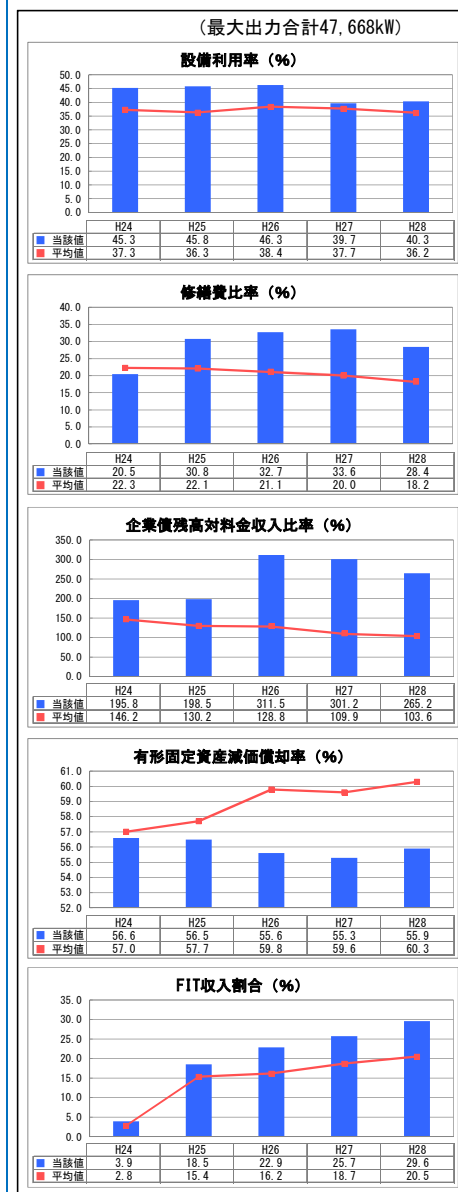 （最大出力合計47,668kW）
設備利用率（％）
50.0
45.0
40.0
35.0
30.0
25.0
20.0
15.0
10.0
5.0
0.0
H24 H25 H26 H27 H28
当該値 45.3 45.8 46.3 39.7 40.3
平均値 37.3 36.3 38.4 37.7 36.2
修繕費比率（％）
40.0
35.0
30.0
25.0
20.0
15.0
10.0
5.0
0.0
H24 H25 H26 H27 H28
当該値 20.5 30.8 32.7 33.6 28.4
平均値 22.3 22.1 21.1 20.0 18.2
企業債残高対料金収入比率（％）
350.0
300.0
250.0
200.0
150.0
100.0
50.0
0.0
H24 H25 H26 H27 H28
当該値 195.8 198.5 311.5 301.2 265.2
平均値 146.2 130.2 128.8 109.9 103.6
有形固定資産減価償却率（％）
61.0
60.0
59.0
58.0
57.0
56.0
55.0
54.0
53.0
52.0
H24 H25 H26 H27 H28
当該値 56.6 56.5 55.6 55.3 55.9
平均値 57.0 57.7 59.8 59.6 60.3
FIT収入割合（％）
35.0
30.0
25.0
20.0
15.0
10.0
5.0
0.0
H24 H25 H26 H27 H28
当該値 3.9 18.5 22.9 25.7 29.6
平均値 2.8 15.4 16.2 18.7 20.5